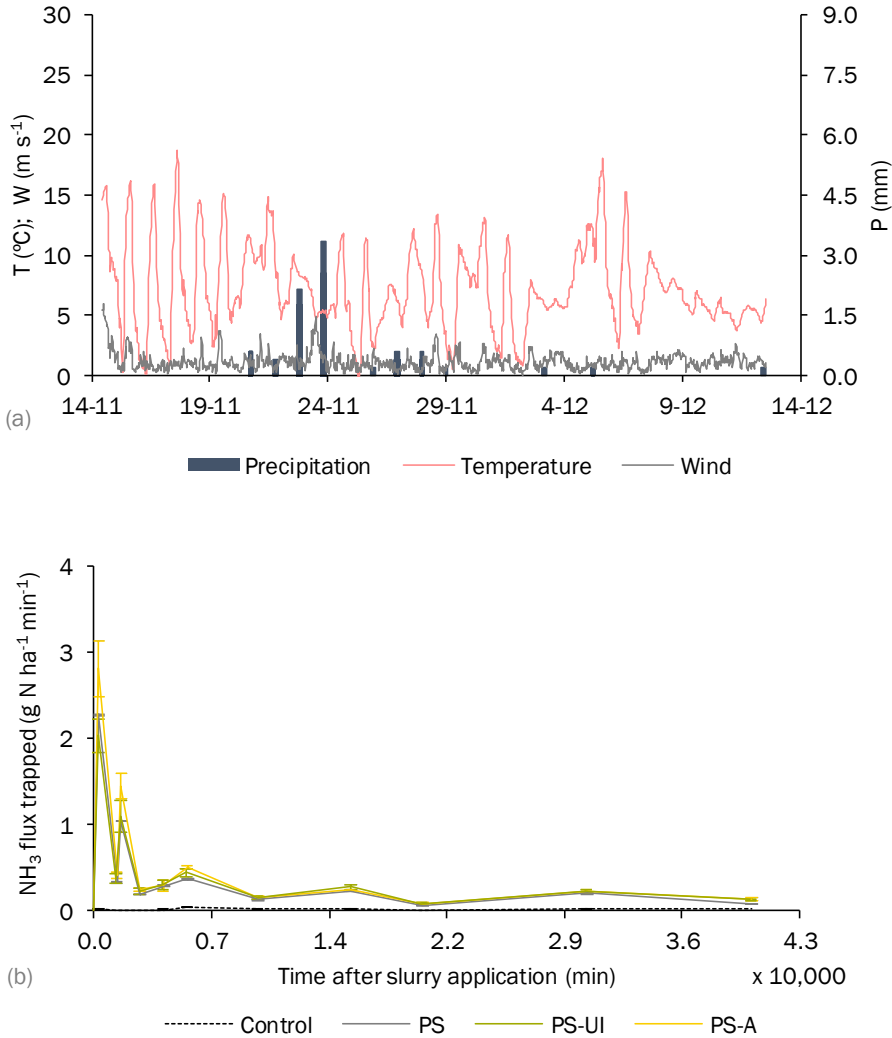 30 9.0
25 7.5
20 6.0
15 4.5
10 3.0
5 1.5
0 0.0
T (ºC); W (m s-1)
P (mm)
14-11 19-11 24-11 29-11 4-12 9-12 14-12
(a)
Precipitation Temperature Wind
4
3
2
1
0
NH3 flux trapped (g N ha-1 min-1)
0.0 0.7 1.4 2.2 2.9 3.6 4.3
Time after slurry application (min) x 10,000
(b)
Control PS PS-UI PS-A